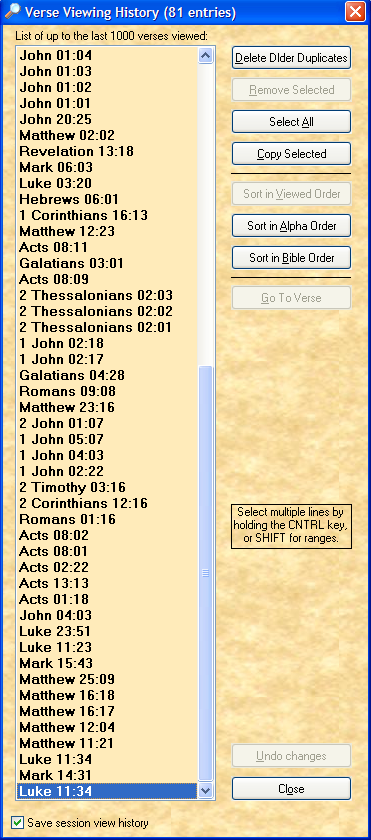 Verse Viewing History (81 entries)
List of up to the last 1000 verses viewed:
John 01:04
John 01:03
John 01:02
John 01:01
John 20:25
Matthew 02:02
Revelation 13:18
Mark 06:03
Luke 03:20
Hebrews 06:01
1 Corinthians 16:13
Matthew 12:23
Acts 08:11
Galatians 03:01
Acts 08:09
2 Thessalonians 02:03
2 Thessalonians 02:02
2 Thessalonians 02:01
1 John 02:18
1 John 02:17
Galatians 04:28
Romans 09:08
Matthew 23:16
2 John 01:07
1 John 05:07
1 John 04:03
1 John 02:22
2 Timothy 03:16
2 Corinthians 12:16
Romans 01:16
Acts 08:02
Acts 08:01
Acts 02:22
Acts 13:13
Acts 01:18
John 04:03
Luke 23:51
Luke 11:23
Mark 15:43
Matthew 25:09
Matthew 16:18
Matthew 16:17
Matthew 12:04
Matthew 11:21
Luke 11:34
Mark 14:31
Luke 11:34
Save session view history
Delete Dlder Duplicates
Remove Selected
Select All
Copy Selected
Sort in Viewed Order
Sort in Alpha Order
Sort in Bible Order
Go To Verse
Select multiple lines by
holding the CNTRL key,
or SHIFT for ranges.
Undo changes
Close